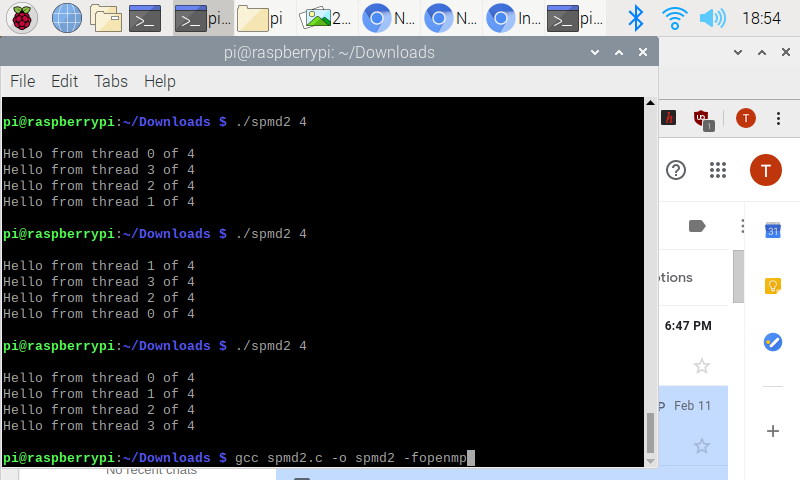 pi... pi 2... N... N... In... pi... 18:54
pi@raspberrypi: ~/Downloads
File Edit Tabs Help
pi@raspberrypi:~/Downloads $ ./spmd2 4
Hello from thread 0 of 4
Hello from thread 3 of 4
Hello from thread 2 of 4
Hello from thread 1 of 4
pi@raspberrypi:~/Downloads $ ./spmd2 4
Hello from thread 1 of 4
Hello from thread 3 of 4
Hello from thread 2 of 4
Hello from thread 0 of 4
pi@raspberrypi:~/Downloads $ ./spmd2 4
Hello from thread 0 of 4
Hello from thread 1 of 4
Hello from thread 2 of 4
Hello from thread 3 of 4
pi@raspberrypi:~/Downloads $ gcc spmd2.c -o spmd2 -fopenmp
No recent chats
h 1 T
T
31
ptions
6:47 PM
P Feb 11